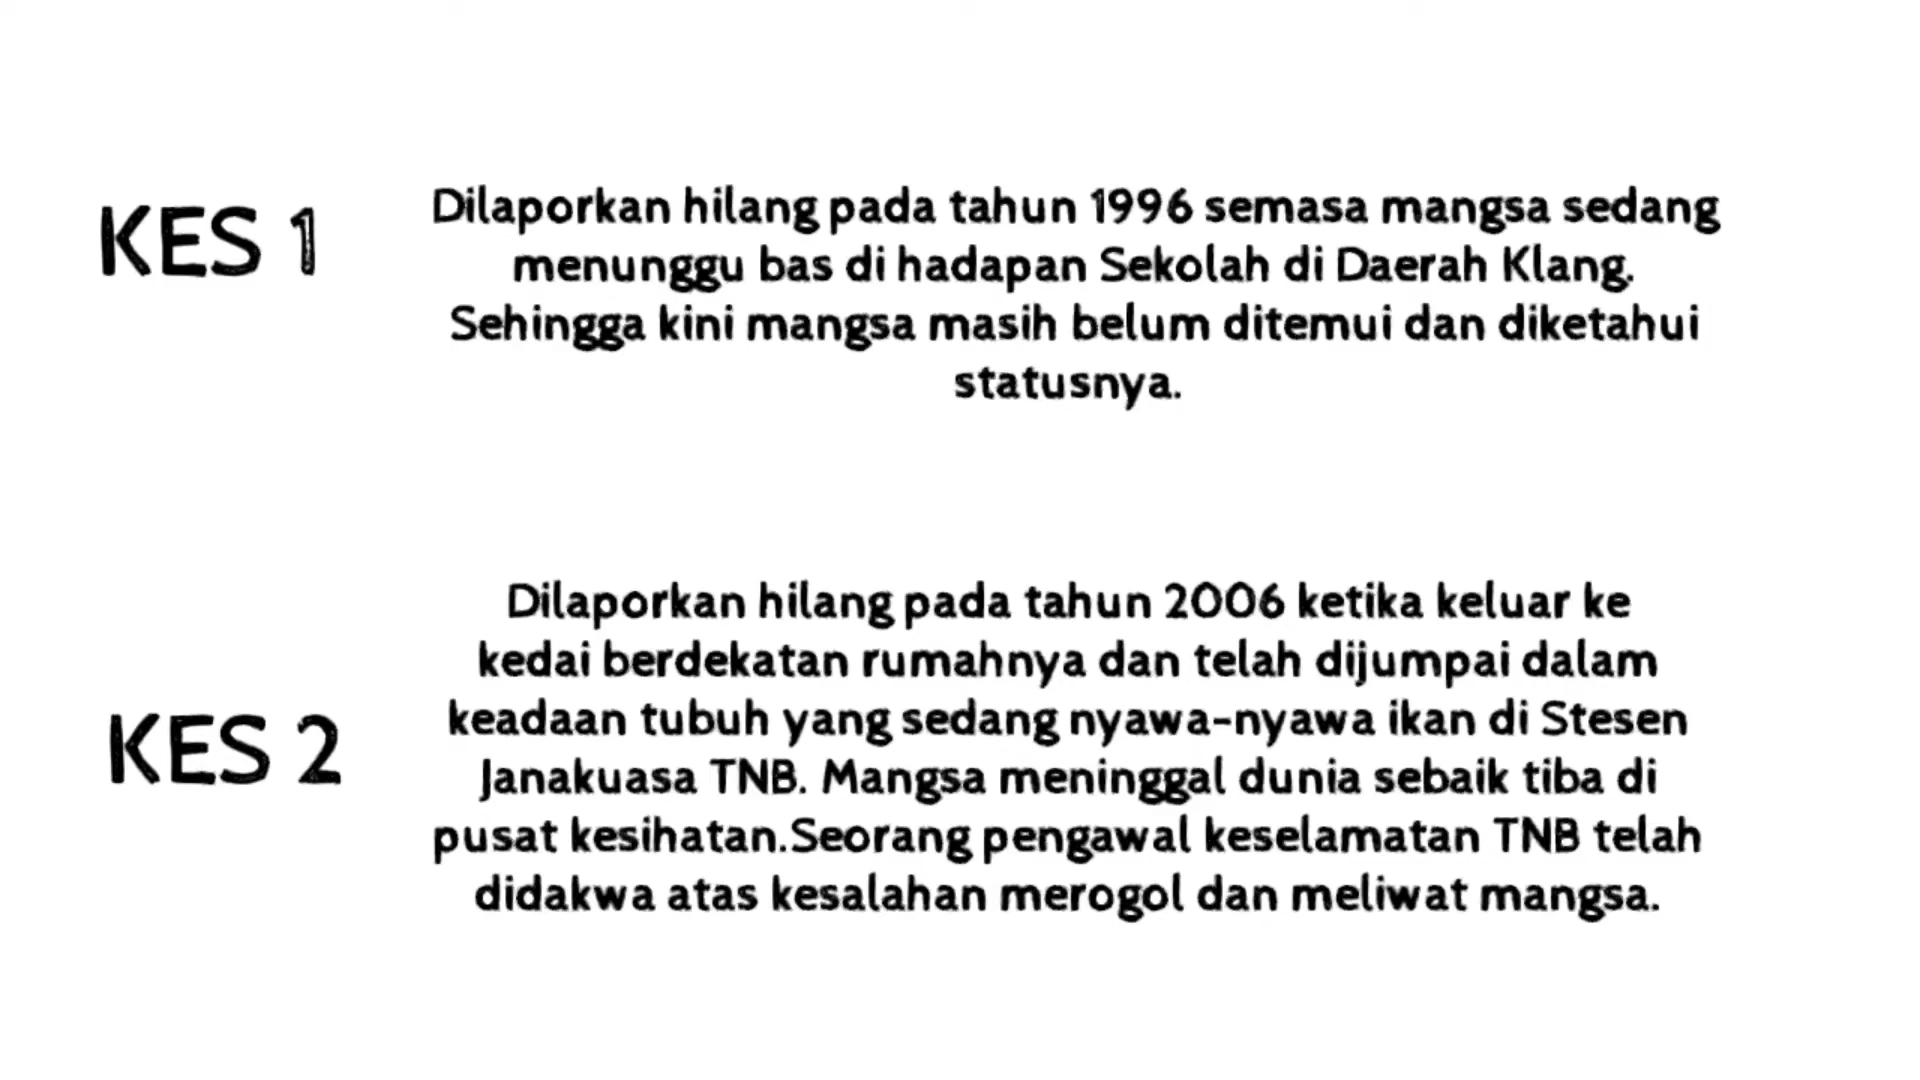 KES 1
Dilaporkan hilang pada tahun 1996 semasa mangsa sedang
menunggu bas di hadapan Sekolah di Daerah Klang.
Sehingga kini mangsa masih belum ditemui dan diketahui
statusnya.
KES 2
Dilaporkan hilang pada tahun 2006 ketika keluar ke
kedai berdekatan rumahnya dan telah dijumpai dalam
keadaan tubuh yang sedang nyawa-nyawa ikan di Stesen
Janakuasa TNB. Mangsa meninggal dunia sebaik tiba di
pusat kesihatan.Seorang pengawal keselamatan TNB telah
didakwa atas kesalahan merogol dan meliwat mangsa.